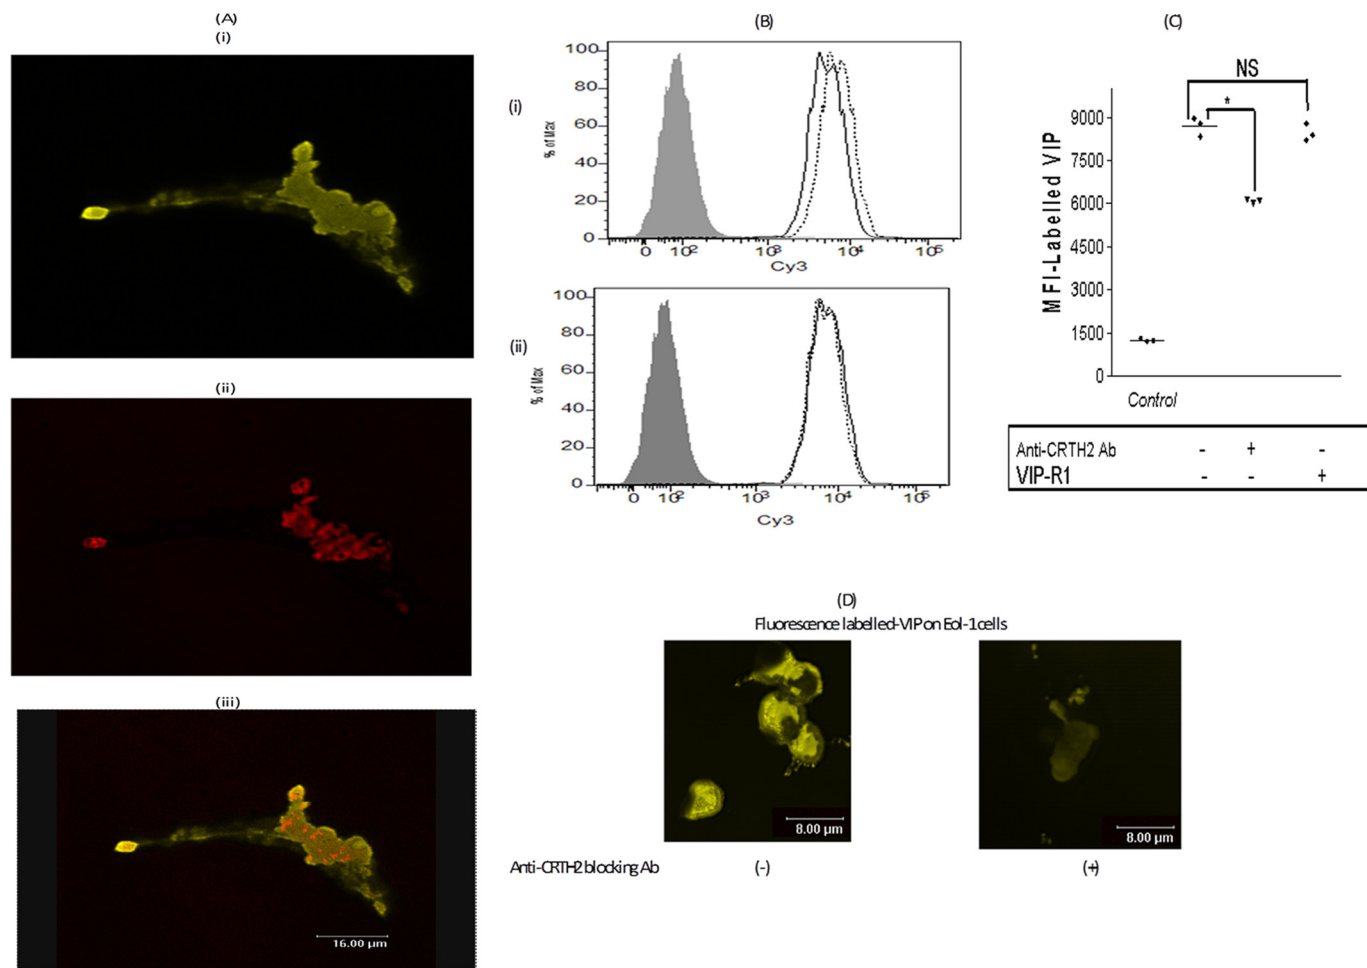 (A)
(i)
(ii)
(iii)
16.00 µm
(B)
(i)
100
80
60
40
20
0
% of Max
0 10² 10³ 10⁴ 10⁵
Cy3
(ii)
100
80
60
40
20
0
% of Max
0 10² 10³ 10⁴ 10⁵
Cy3
(C)
NS
*
MFI-Labelled VIP
9000
7500
6000
4500
3000
1500
0
Control
Anti-CRTH2 Ab - + -
VIP-R1 - - +
(D)
Fluorescence labelled-VIP on Eol-1 cells
8.00 µm
8.00 µm
Anti-CRTH2 blocking Ab (-) (+)